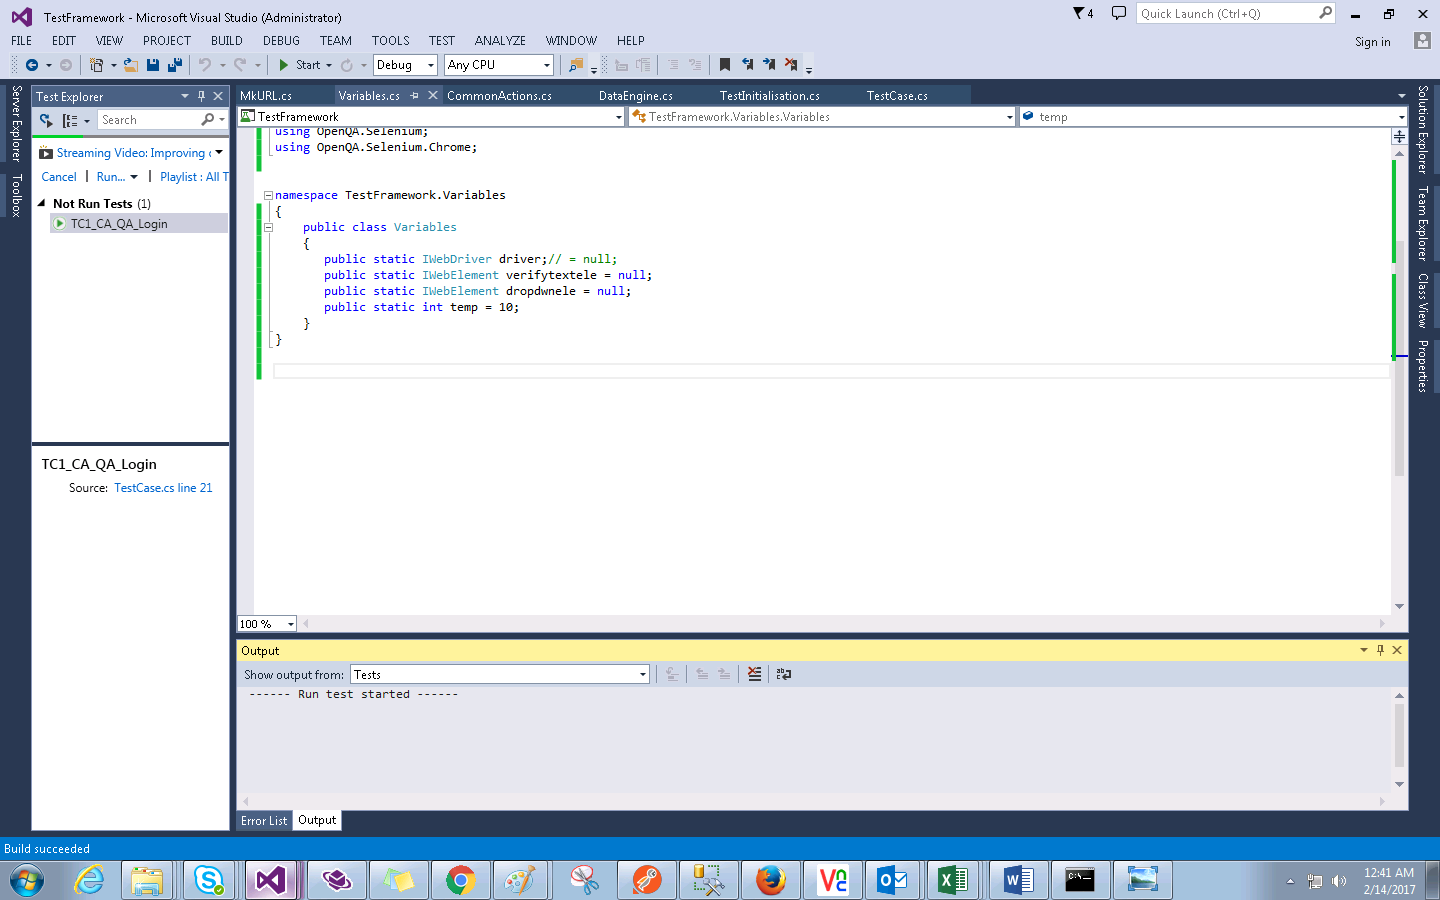 TestFramework - Microsoft Visual Studio (Administrator)
4
Quick Launch (Ctrl+Q)
FILE EDIT VIEW PROJECT BUILD DEBUG TEAM TOOLS TEST ANALYZE WINDOW HELP
Sign in
Start
Debug
Any CPU
Server Explorer
Toolbox
Test Explorer
Search
Streaming Video: Improving
Cancel | Run... | Playlist : All T
Not Run Tests (1)
TC1_CA_QA_Login
TC1_CA_QA_Login
Source: TestCase.cs line 21
MkURL.cs Variables.cs CommonActions.cs DataEngine.cs TestInitialisation.cs TestCase.cs
TestFramework
TestFramework.Variables.Variables
temp
using OpenQA.Selenium;
using OpenQA.Selenium.Chrome;
namespace TestFramework.Variables
{
public class Variables
{
public static IWebDriver driver;// = null;
public static IWebElement verifytextele = null;
public static IWebElement dropdwnele = null;
public static int temp = 10;
}
}
100 %
Output
Show output from: Tests
------ Run test started ------
Error List Output
Solution Explorer
Team Explorer
Class View
Properties
Build succeeded
12:41 AM
2/14/2017